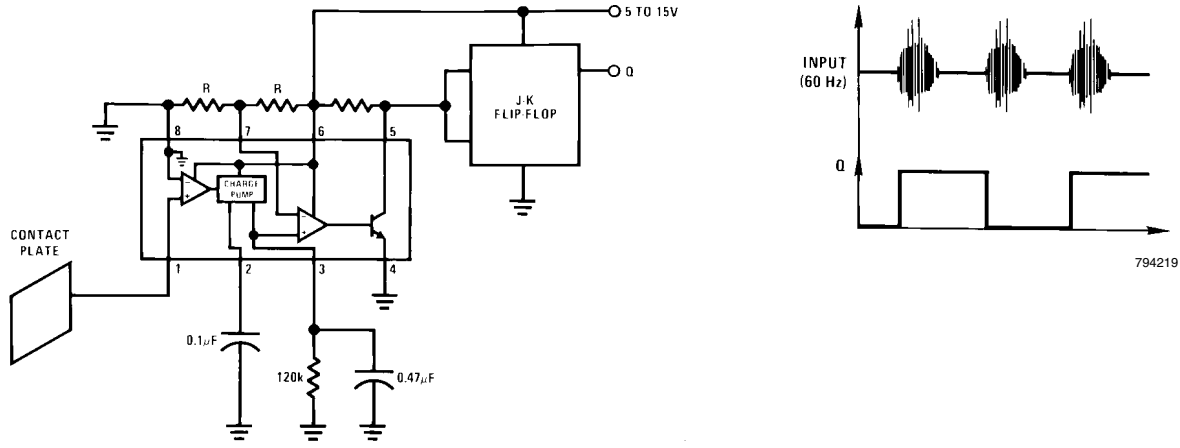 5 TO 15V
Q
J-K
FLIP-FLOP
R
R
8
7
6
5
CHARGE
PUMP
−
+
−
+
CONTACT
PLATE
1
2
3
4
0.1μF
120k
0.47μF
INPUT
(60 Hz)
Q
794219